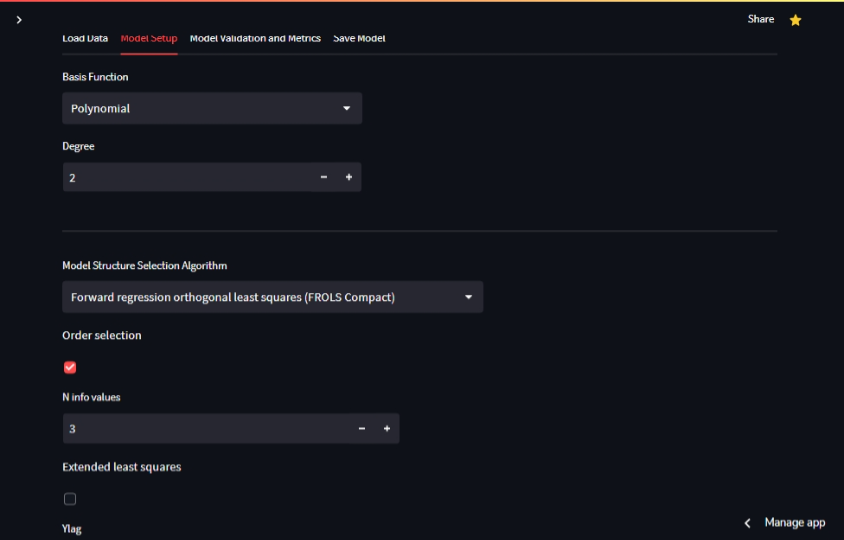 Share
Load Data Model Setup Model Validation and Metrics Save Model
Basis Function
Polynomial
Degree
2
Model Structure Selection Algorithm
Forward regression orthogonal least squares (FROLS Compact)
Order selection
N info values
3
Extended least squares
Ylag
Manage app